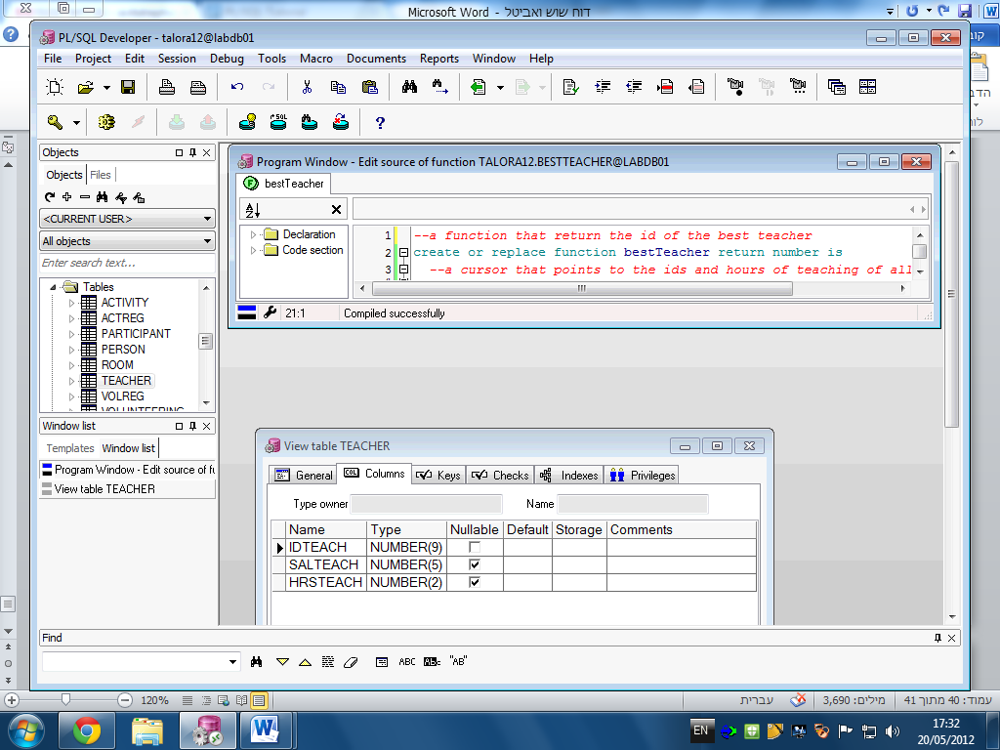 דוח שוש ואביטל - Microsoft Word
PL/SQL Developer - talora12@labdb01
File Project Edit Session Debug Tools Macro Documents Reports Window Help
Objects
Objects Files
<CURRENT USER>
All objects
Enter search text...
Tables
ACTIVITY
ACTREG
PARTICIPANT
PERSON
ROOM
TEACHER
VOLREG
VOLUNTEERING
Window list
Templates Window list
Program Window - Edit source of fu
View table TEACHER
Program Window - Edit source of function TALORA12.BESTTEACHER@LABDB01
bestTeacher
Declaration
Code section
1 --a function that return the id of the best teacher
2 create or replace function bestTeacher return number is
3 --a cursor that points to the ids and hours of teaching of all
21:1 Compiled successfully
View table TEACHER
General Columns Keys Checks Indexes Privileges
Type owner Name
Name Type Nullable Default Storage Comments
IDTEACH NUMBER(9)
SALTEACH NUMBER(5)
HRSTEACH NUMBER(2)
Find
ABC ABc "AB"
120% עברית מילים: 3,690 עמוד: 40 מתוך 41
EN 17:32
20/05/2012